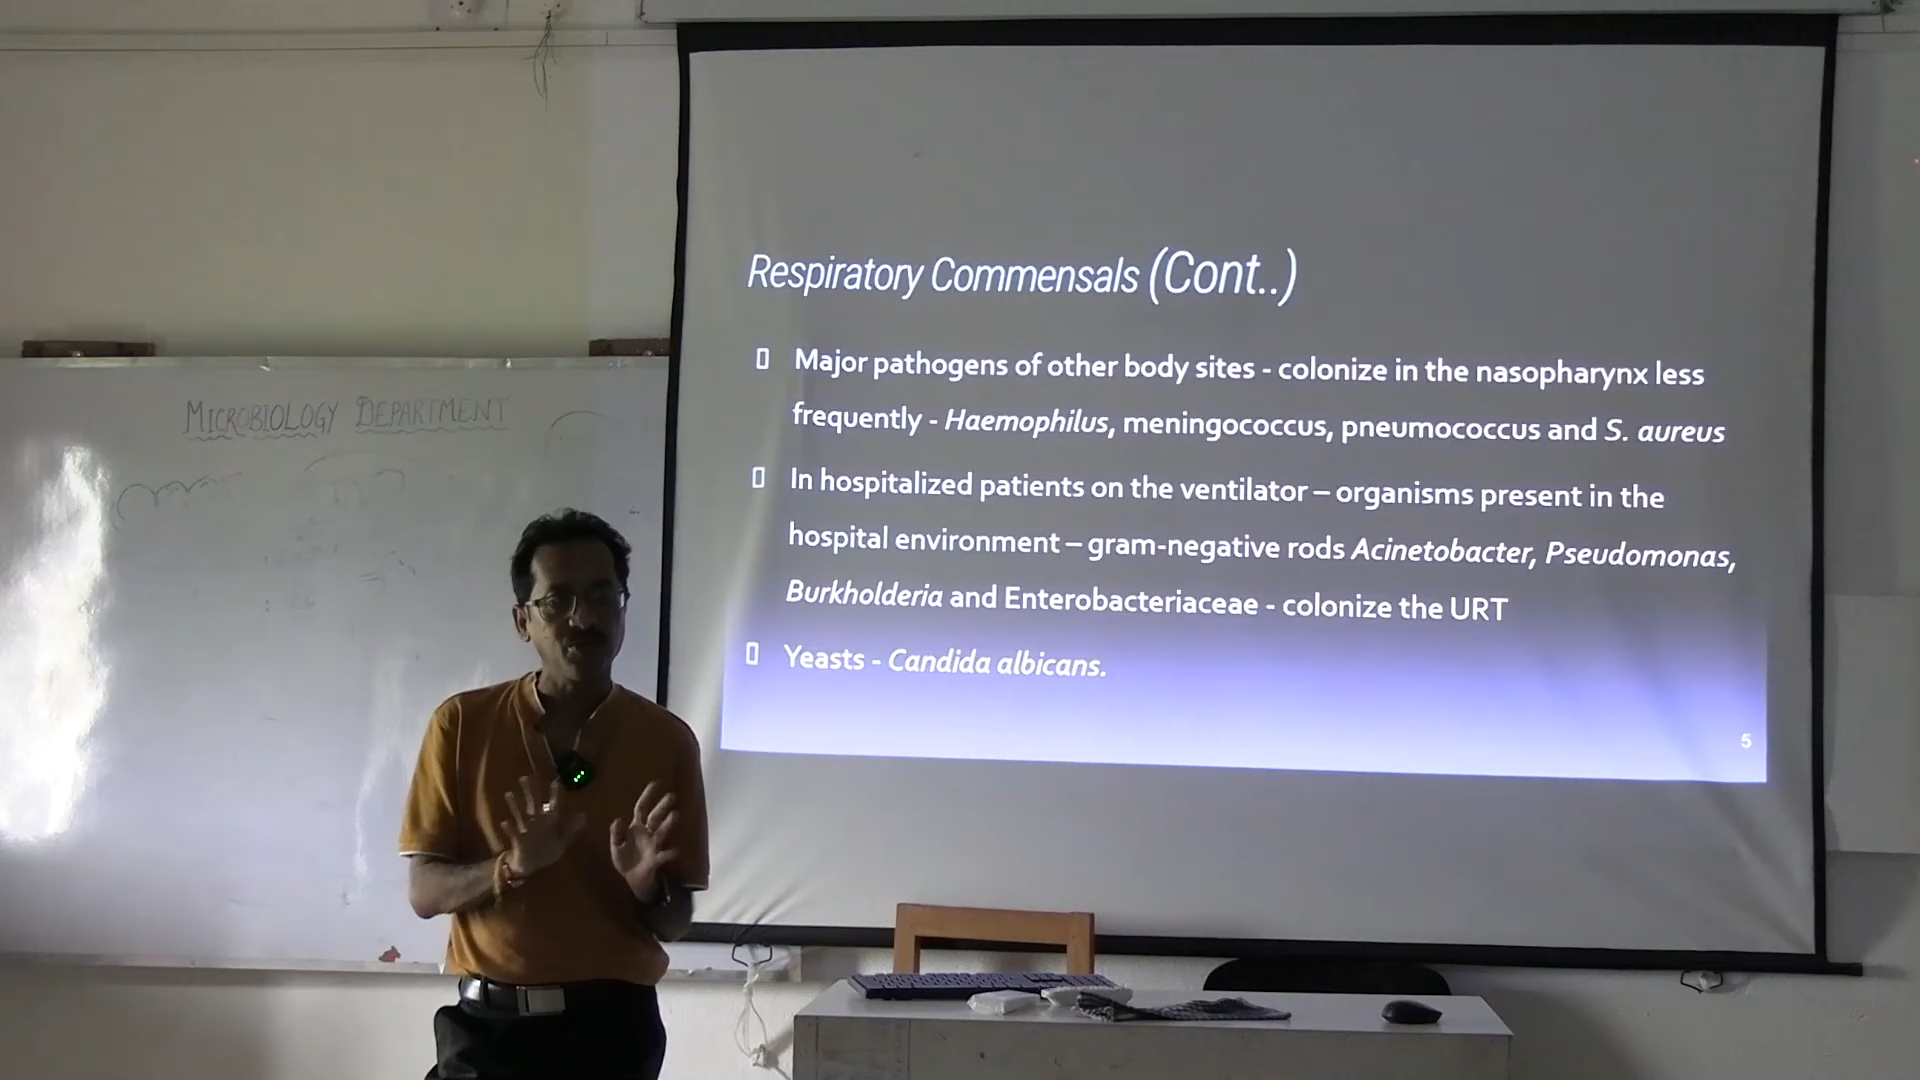 MICROBIOLOGY DEPARTMENT
Respiratory Commensals (Cont..)
Major pathogens of other body sites - colonize in the nasopharynx less
frequently - Haemophilus, meningococcus, pneumococcus and S. aureus
In hospitalized patients on the ventilator – organisms present in the
hospital environment – gram-negative rods Acinetobacter, Pseudomonas,
Burkholderia and Enterobacteriaceae - colonize the URT
Yeasts - Candida albicans.
5